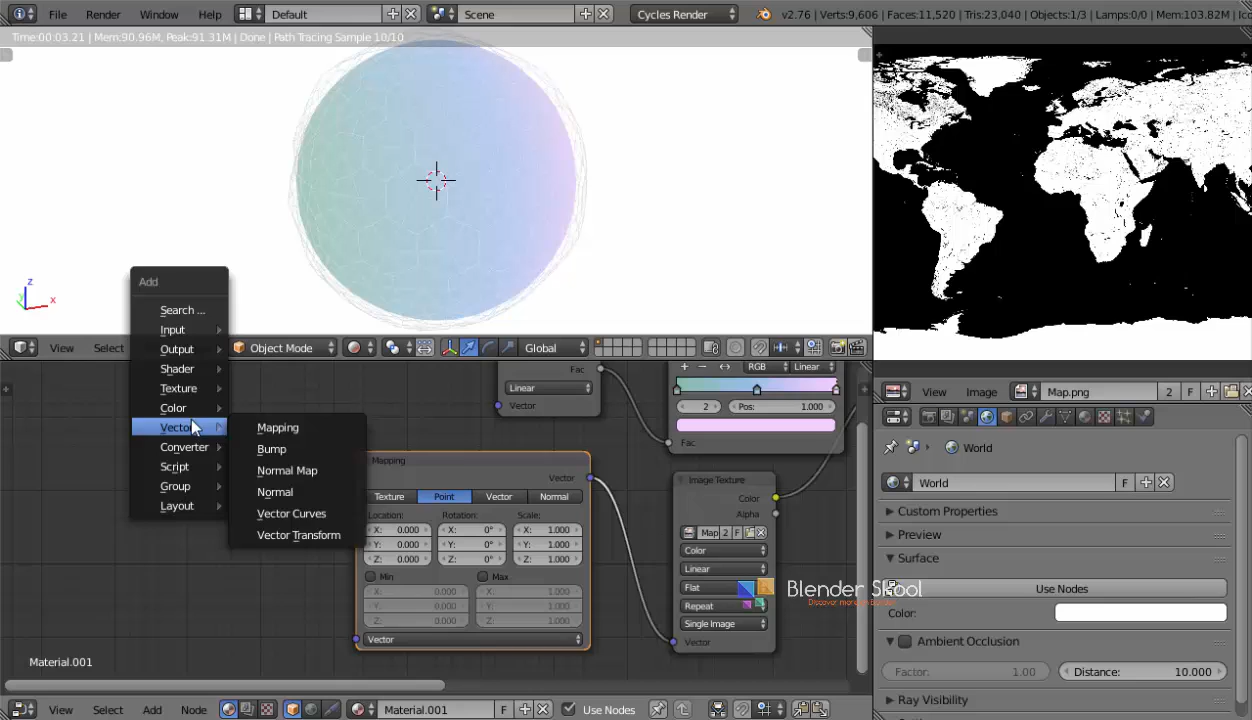 File Render Window Help Default Scene Cycles Render v2.76 | Verts:9,606 | Faces:11,520 | Tris:23,040 | Objects:1/3 | Lamps:0/0 | Mem:103.82M |
Time:00:03.21 | Mem:90.96M, Peak:91.31M | Done | Path Tracing Sample 10/10
z
y
x
Add
Search ...
Input
Output
Shader
Texture
Color
Vector
Converter
Script
Group
Layout
Mapping
Bump
Normal Map
Normal
Vector Curves
Vector Transform
View Select Object Mode Global
Fac
Linear
Vector
RGB Linear
2 Pos: 1.000
Fac
Mapping
Vector
Texture Point Vector Normal
Location: Rotation: Scale:
X: 0.000 X: 0° X: 1.000
Y: 0.000 Y: 0° Y: 1.000
Z: 0.000 Z: 0° Z: 1.000
Min Max
X: 0.000 X: 1.000
Y: 0.000 Y: 1.000
Z: 0.000 Z: 1.000
Vector
Image Texture
Color
Alpha
Map 2 F
Color
Linear
Flat
Repeat
Single Image
Vector
Blender Skool
Material.001
View Select Add Node Material.001 F Use Nodes
View Image Map.png 2 F
World
World F
Custom Properties
Preview
Surface
Use Nodes
Color:
Ambient Occlusion
Factor: 1.00 Distance: 10.000
Ray Visibility